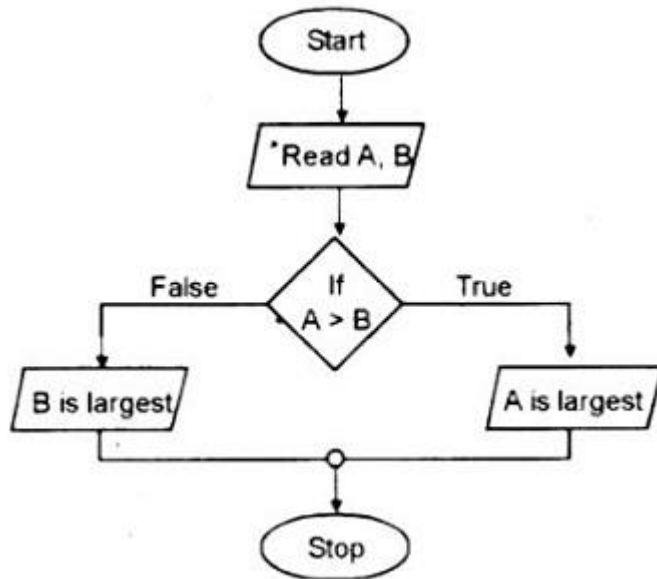 Start
Read A, B
If
A > B
False
True
B is largest
A is largest
Stop